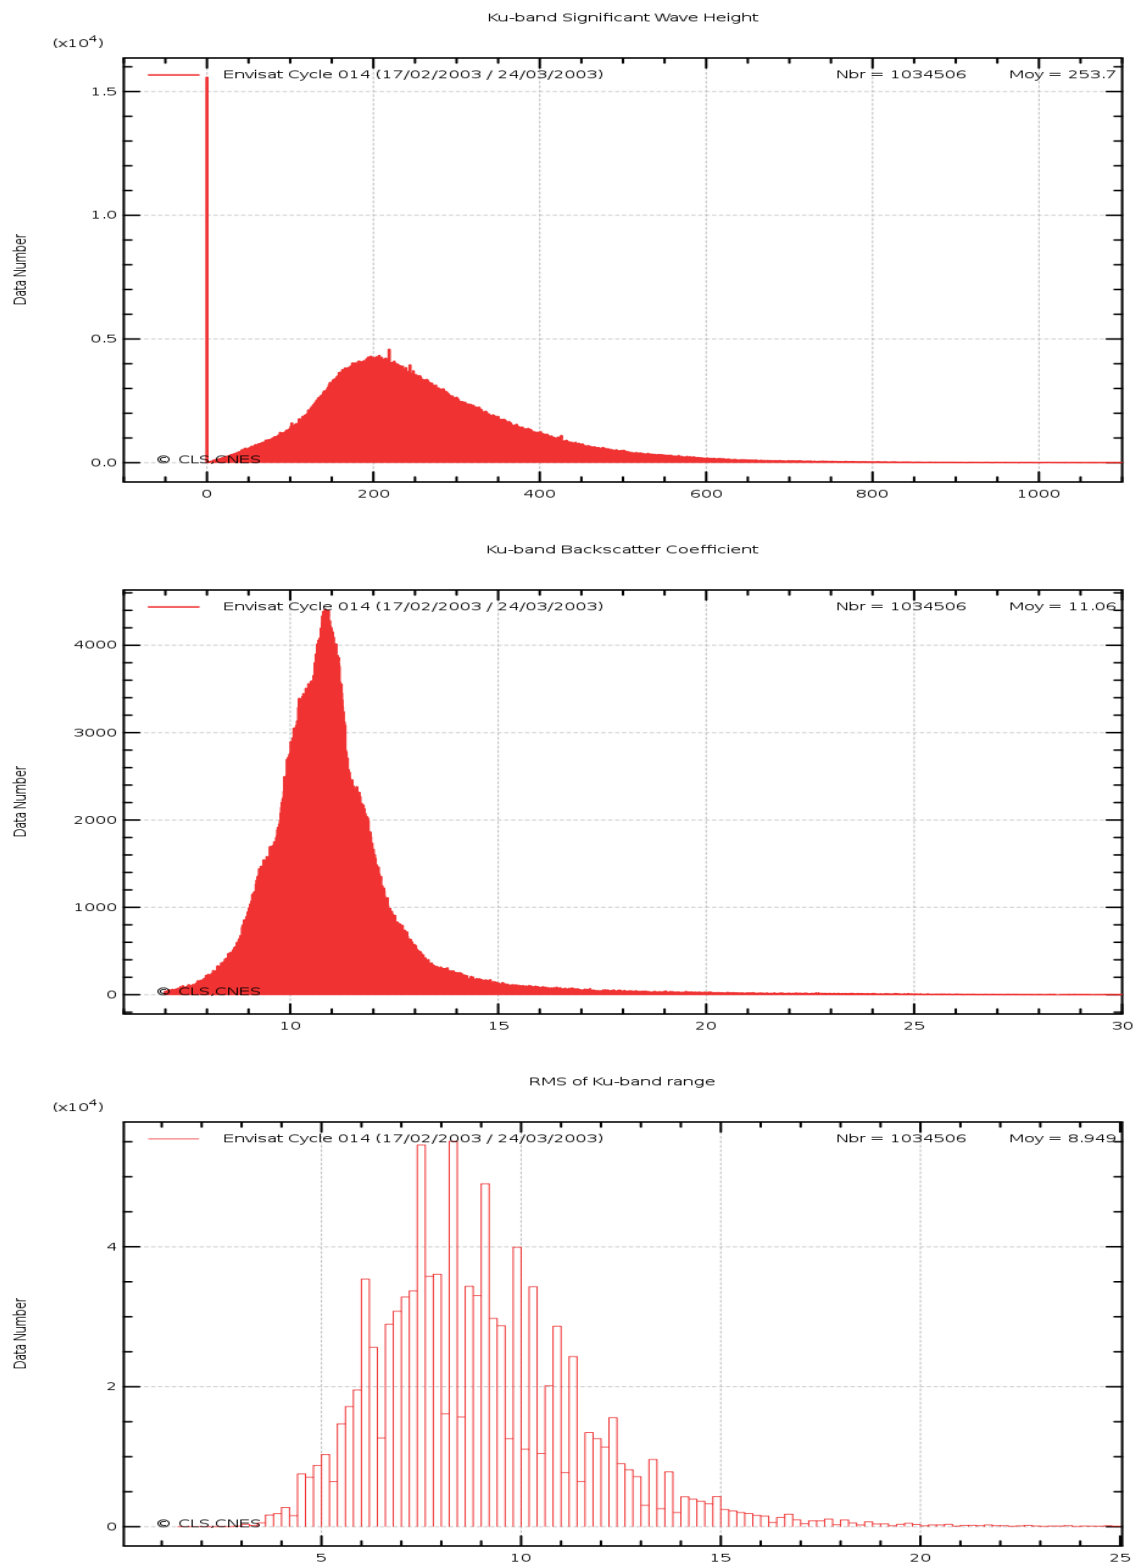 Ku-band Significant Wave Height
(x10⁴)
Envisat Cycle 014 (17/02/2003 / 24/03/2003) Nbr = 1034506 Moy = 253.7
1.5
1.0
0.5
0.0
Data Number
© CLS,CNES
0 200 400 600 800 1000
Ku-band Backscatter Coefficient
Envisat Cycle 014 (17/02/2003 / 24/03/2003) Nbr = 1034506 Moy = 11.06
4000
3000
2000
1000
0
Data Number
© CLS,CNES
10 15 20 25 30
RMS of Ku-band range
(x10⁴)
Envisat Cycle 014 (17/02/2003 / 24/03/2003) Nbr = 1034506 Moy = 8.949
4
2
0
Data Number
© CLS,CNES
5 10 15 20 25